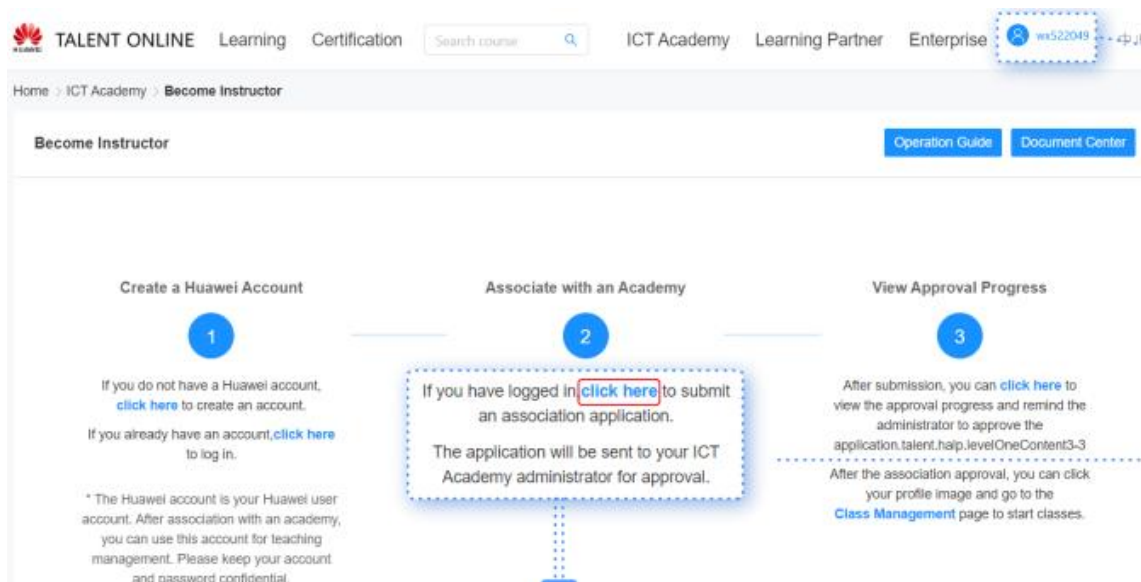 HUAWEI TALENT ONLINE Learning Certification Search course ICT Academy Learning Partner Enterprise wx522049
Home > ICT Academy > Become Instructor
Become Instructor Operation Guide Document Center
Create a Huawei Account
1
If you do not have a Huawei account,
click here to create an account.
If you already have an account,click here
to log in.
* The Huawei account is your Huawei user
account. After association with an academy,
you can use this account for teaching
management. Please keep your account
and password confidential.
Associate with an Academy
2
If you have logged in,click here to submit
an association application.
The application will be sent to your ICT
Academy administrator for approval.
View Approval Progress
3
After submission, you can click here to
view the approval progress and remind the
administrator to approve the
application.talent.halp.levelOneContent3-3
After the association approval, you can click
your profile image and go to the
Class Management page to start classes.